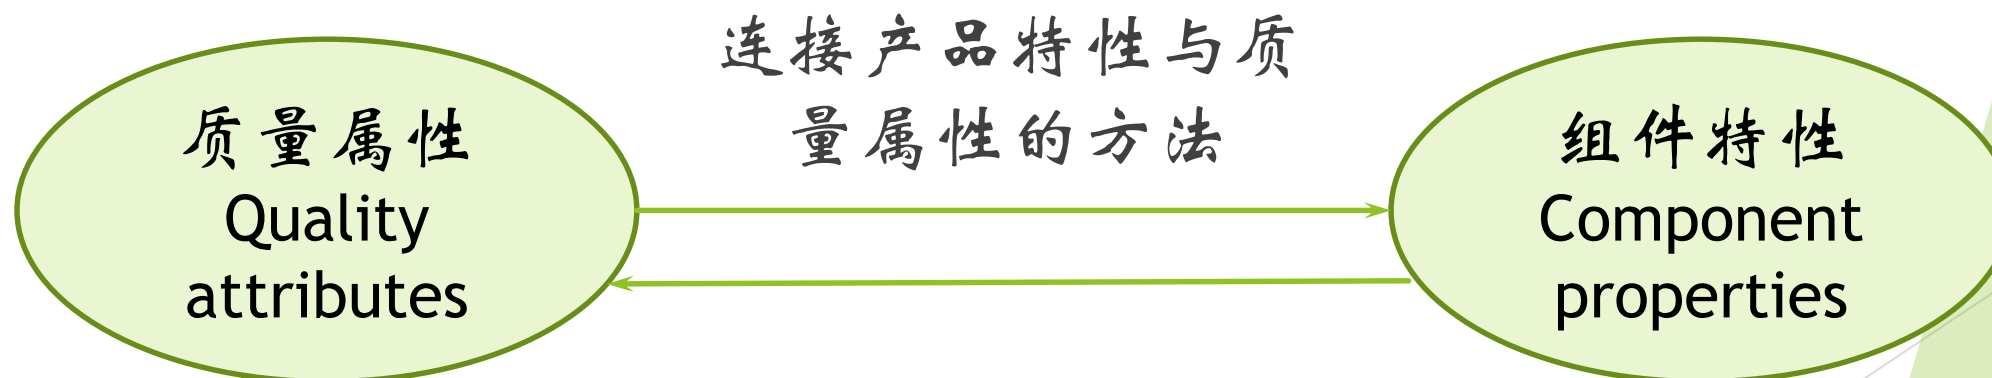 连接产品特性与质
量属性的方法
质量属性
Quality
attributes
组件特性
Component
properties